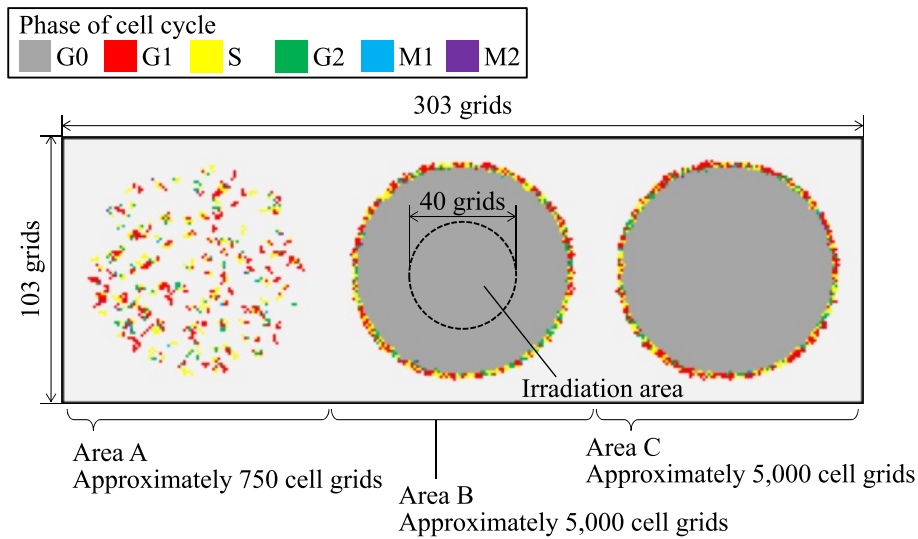 Phase of cell cycle
G0 G1 S G2 M1 M2
303 grids
103 grids
40 grids
Irradiation area
Area A
Approximately 750 cell grids
Area B
Approximately 5,000 cell grids
Area C
Approximately 5,000 cell grids